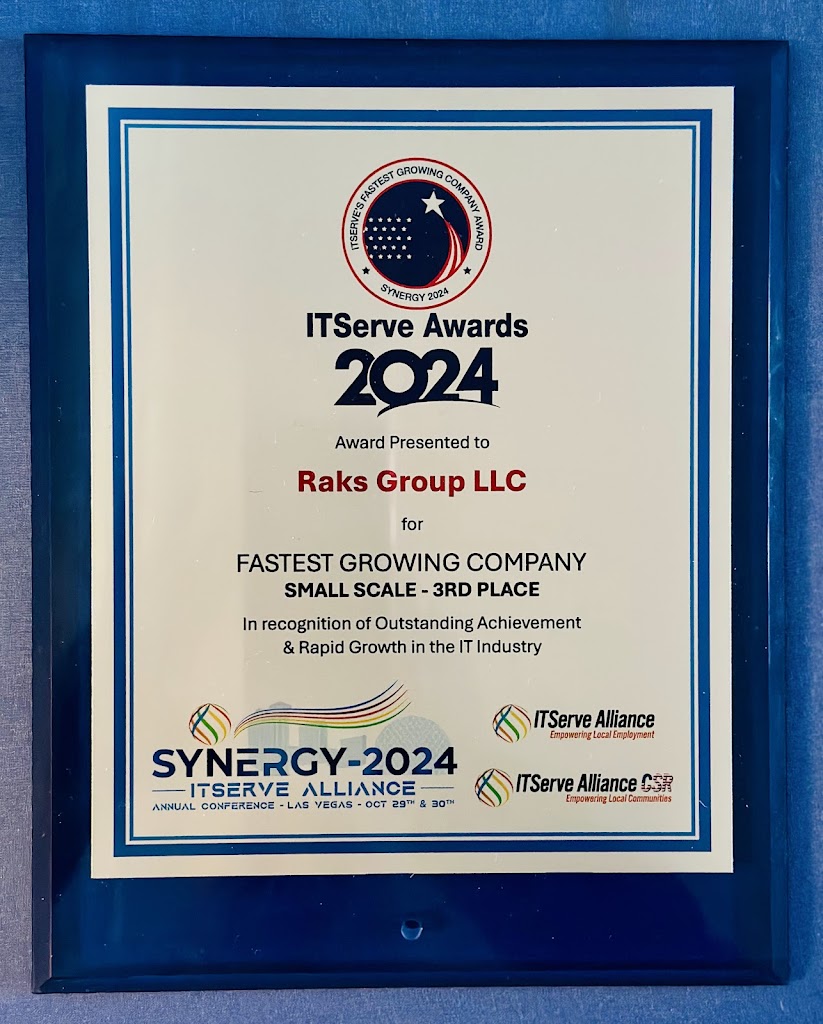 ITSERVE'S FASTEST GROWING COMPANY AWARD
SYNERGY 2024
ITServe Awards
2024
Award Presented to
Raks Group LLC
for
FASTEST GROWING COMPANY
SMALL SCALE - 3RD PLACE
In recognition of Outstanding Achievement
& Rapid Growth in the IT Industry
SYNERGY-2024
ITSERVE ALLIANCE
ANNUAL CONFERENCE - LAS VEGAS - OCT 29TH & 30TH
ITServe Alliance
Empowering Local Employment
ITServe Alliance CSR
Empowering Local Communities